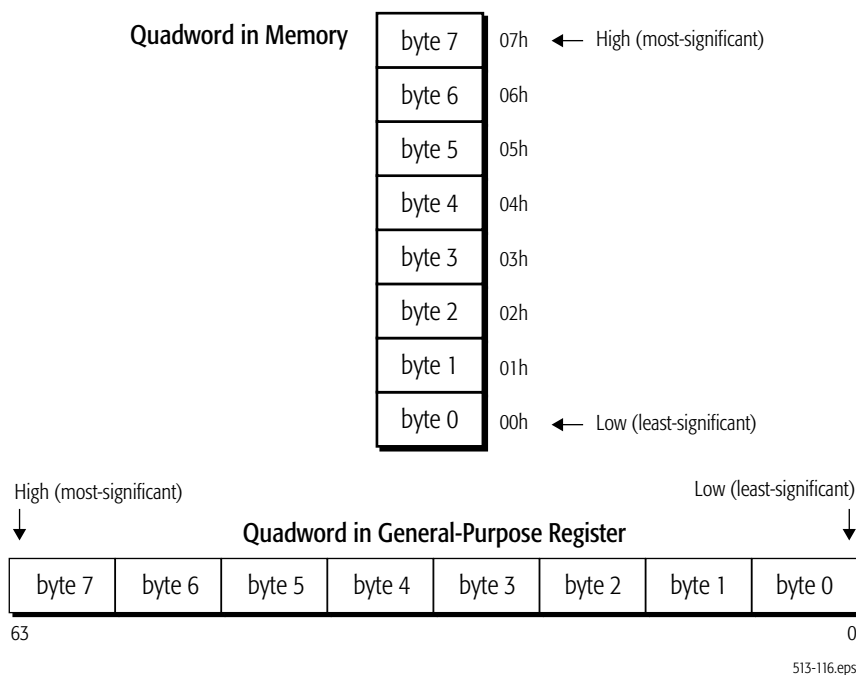 Quadword in Memory
byte 7 07h High (most-significant)
byte 6 06h
byte 5 05h
byte 4 04h
byte 3 03h
byte 2 02h
byte 1 01h
byte 0 00h Low (least-significant)
High (most-significant) Low (least-significant)
Quadword in General-Purpose Register
byte 7 byte 6 byte 5 byte 4 byte 3 byte 2 byte 1 byte 0
63 0
513-116.eps